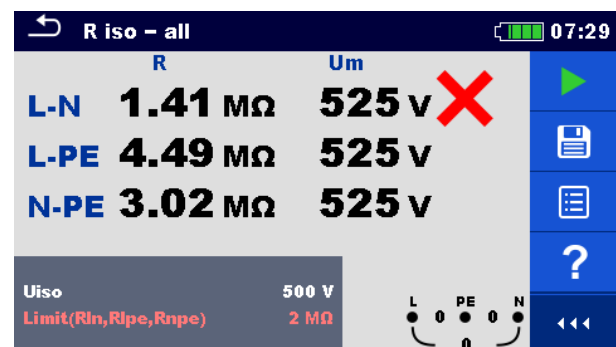 R iso – all 07:29
R Um
L-N 1.41 MΩ 525 V
L-PE 4.49 MΩ 525 V
N-PE 3.02 MΩ 525 V
?
Uiso 500 V
Limit(Rln,Rlpe,Rnpe) 2 MΩ
L PE N
0 0
0